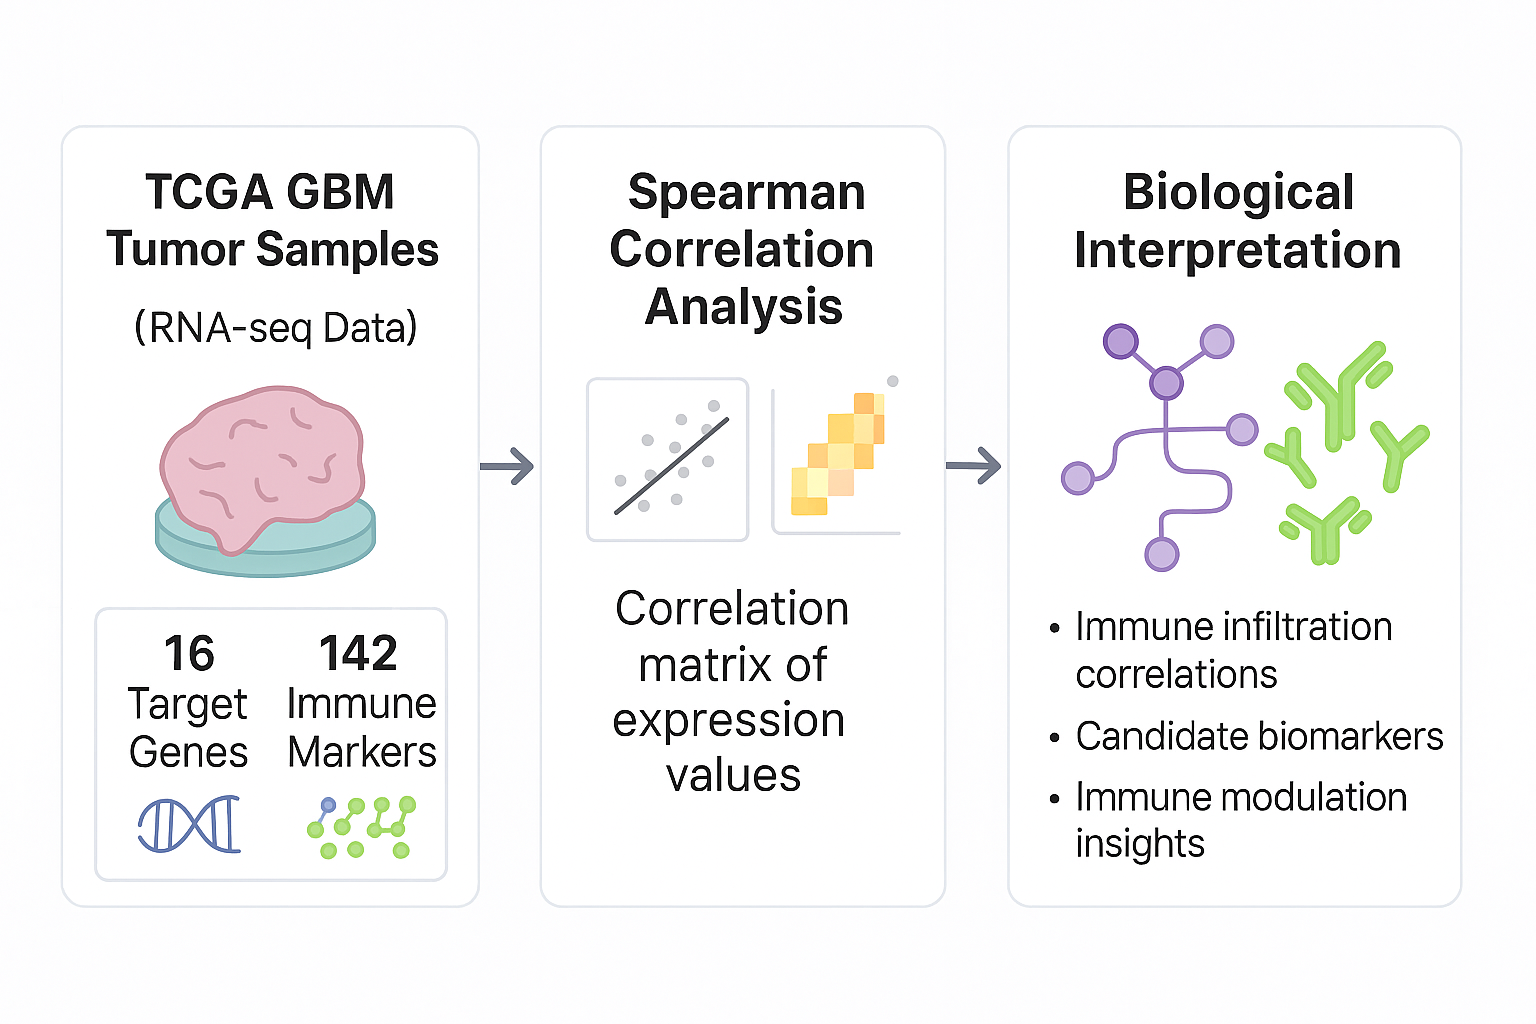 TCGA GBM
Tumor Samples
(RNA-seq Data)
16
Target
Genes
142
Immune
Markers
Spearman
Correlation
Analysis
Correlation
matrix of
expression
values
Biological
Interpretation
• Immune infiltration
correlations
• Candidate biomarkers
• Immune modulation
insights